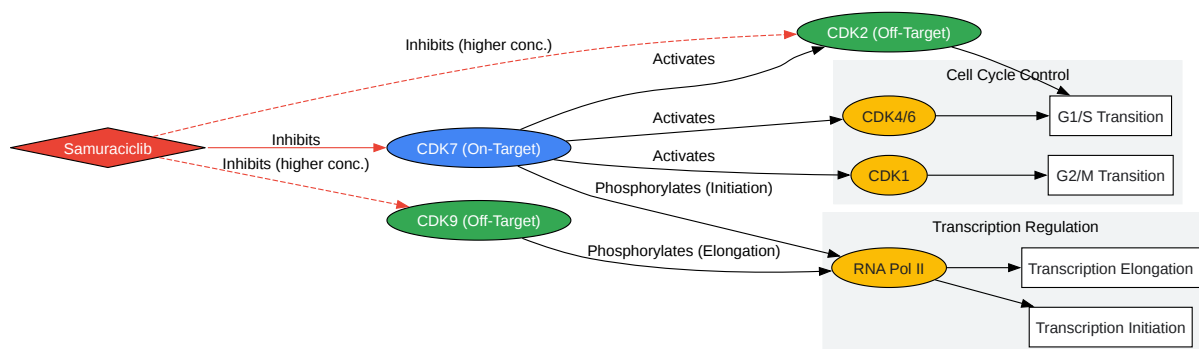 CDK2 (Off-Target)
Inhibits (higher conc.)
Activates
Cell Cycle Control
Activates
CDK4/6
G1/S Transition
Samuraciclib
Inhibits
CDK7 (On-Target)
Activates
Inhibits (higher conc.)
CDK1
G2/M Transition
Phosphorylates (Initiation)
CDK9 (Off-Target)
Transcription Regulation
Phosphorylates (Elongation)
RNA Pol II
Transcription Elongation
Transcription Initiation